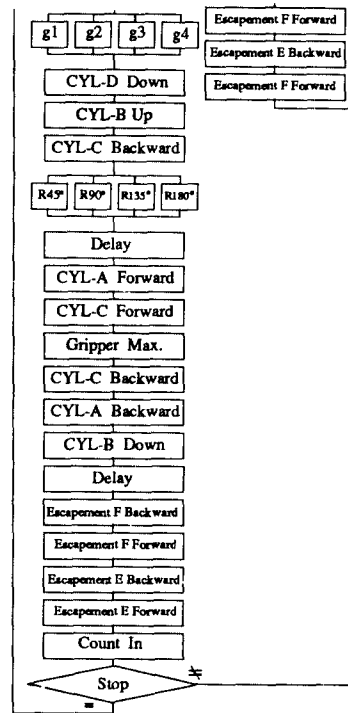 g1 g2 g3 g4
CYL-D Down
CYL-B Up
CYL-C Backward
R45° R90° R135° R180°
Delay
CYL-A Forward
CYL-C Forward
Gripper Max.
CYL-C Backward
CYL-A Backward
CYL-B Down
Delay
Escapement F Backward
Escapement F Forward
Escapement E Backward
Escapement E Forward
Count In
Stop
≠
=
Escapement F Forward
Escapement E Backward
Escapement F Forward